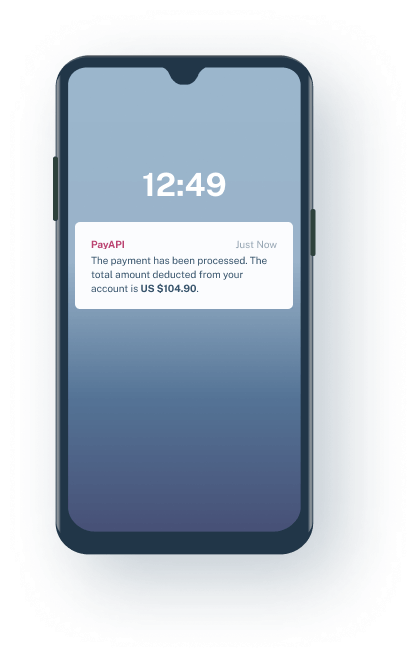 12:49
PayAPI Just Now
The payment has been processed. The
total amount deducted from your
account is US $104.90.